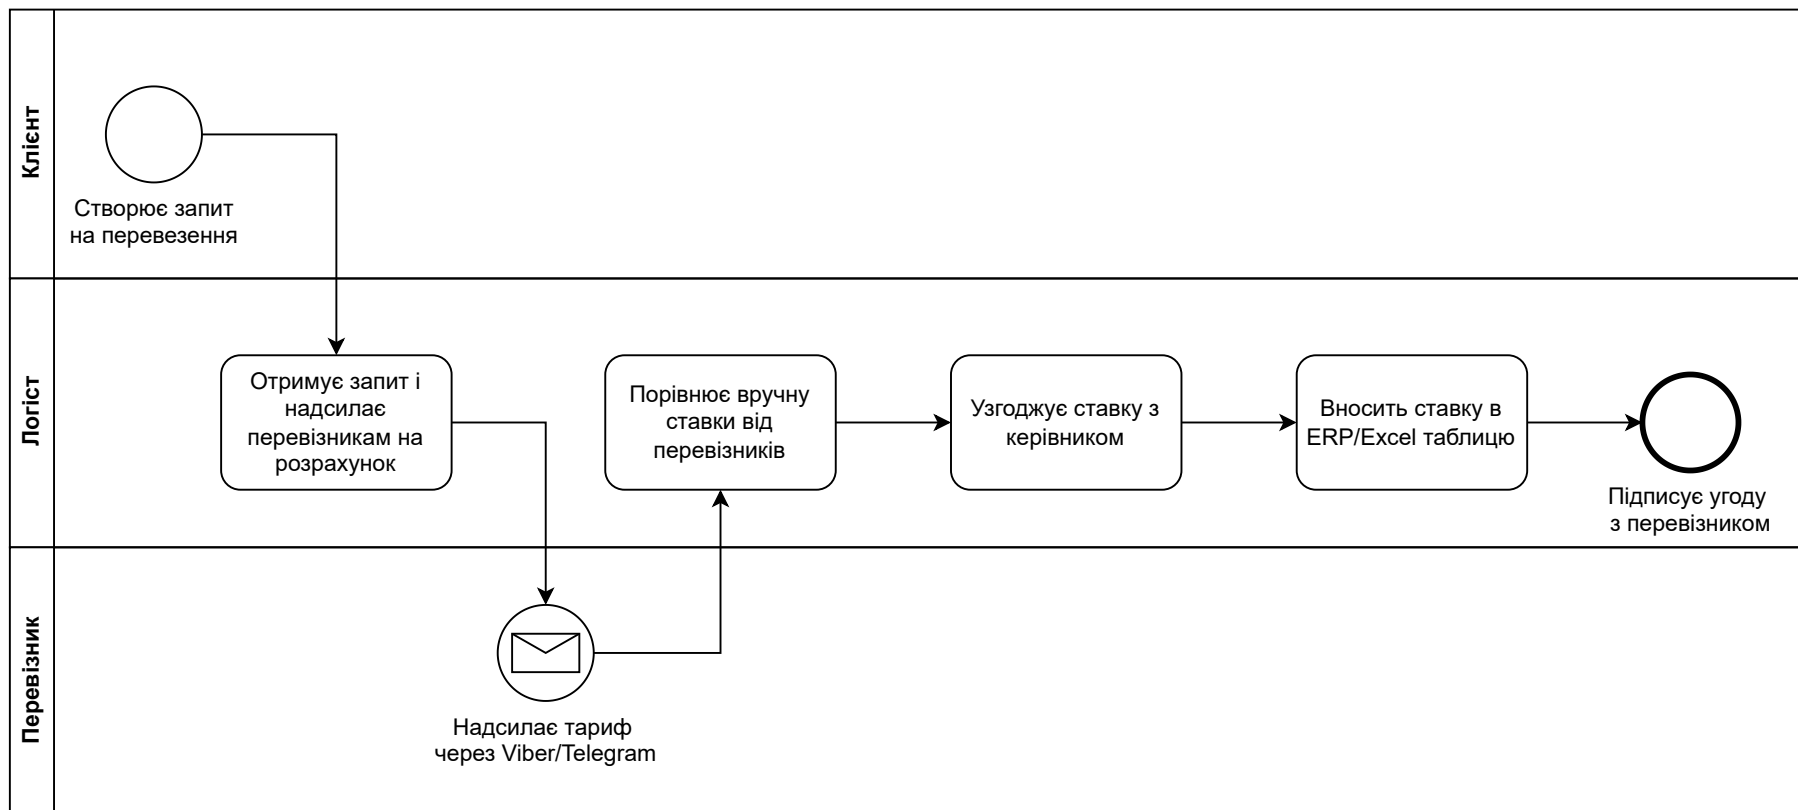 Клієнт
Створює запит
на перевезення
Логіст
Отримує запит і
надсилає
перевізникам на
розрахунок
Порівнює вручну
ставки від
перевізників
Узгоджує ставку з
керівником
Вносить ставку в
ERP/Excel таблицю
Підписує угоду
з перевізником
Перевізник
Надсилає тариф
через Viber/Telegram